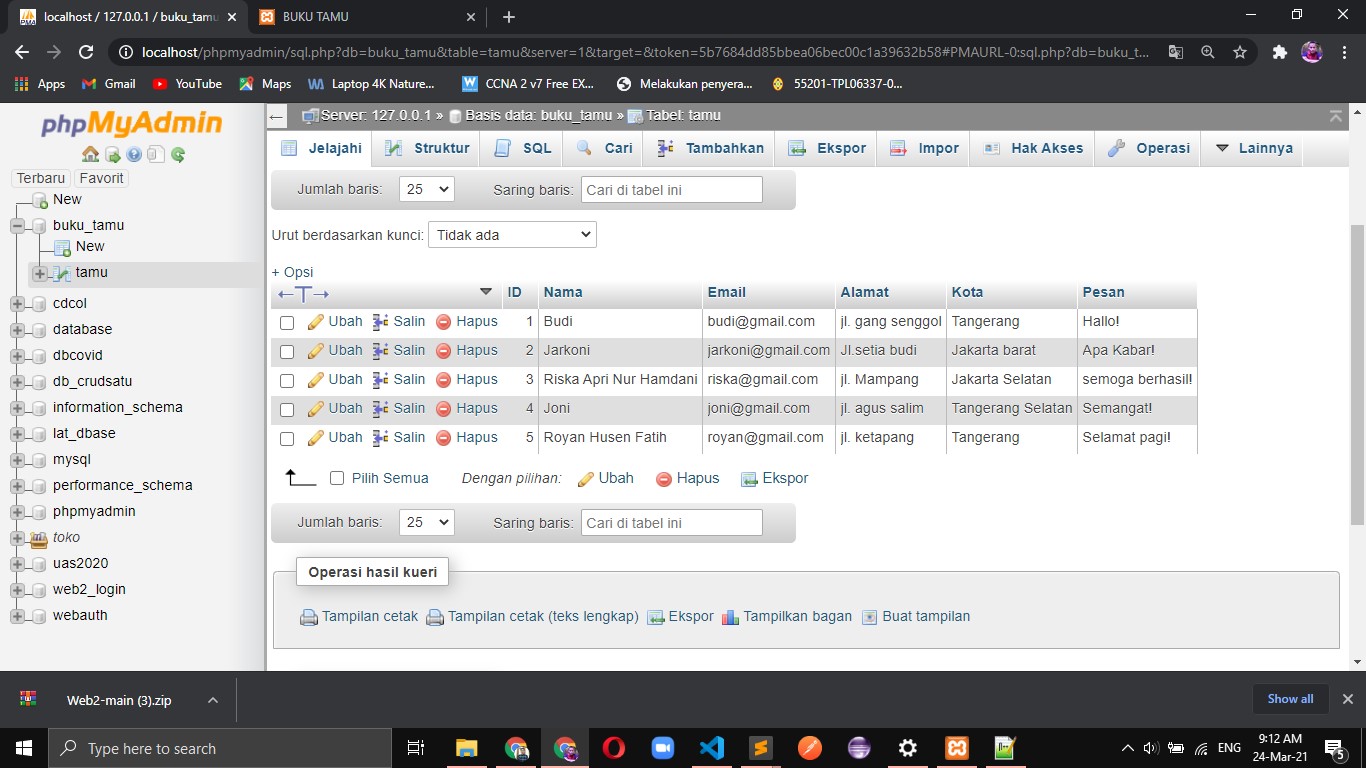 localhost / 127.0.0.1 / buku_tamu
BUKU TAMU
localhost/phpmyadmin/sql.php?db=buku_tamu&table=tamu&server=1&target=&token=5b7684dd85bbea06bec00c1a39632b58#PMAURL-0:sql.php?db=buku_t...
Apps Gmail YouTube Maps Laptop 4K Nature... CCNA 2 v7 Free EX... Melakukan penyera... 55201-TPL06337-0...
phpMyAdmin
Terbaru Favorit
New
buku_tamu
New
tamu
cdcol
database
dbcovid
db_crudsatu
information_schema
lat_dbase
mysql
performance_schema
phpmyadmin
toko
uas2020
web2_login
webauth
Server: 127.0.0.1 » Basis data: buku_tamu » Tabel: tamu
Jelajahi Struktur SQL Cari Tambahkan Ekspor Impor Hak Akses Operasi Lainnya
Jumlah baris: 25 Saring baris: Cari di tabel ini
Urut berdasarkan kunci: Tidak ada
+ Opsi
←T→ ID Nama Email Alamat Kota Pesan
Ubah Salin Hapus 1 Budi budi@gmail.com jl. gang senggol Tangerang Hallo!
Ubah Salin Hapus 2 Jarkoni jarkoni@gmail.com Jl.setia budi Jakarta barat Apa Kabar!
Ubah Salin Hapus 3 Riska Apri Nur Hamdani riska@gmail.com jl. Mampang Jakarta Selatan semoga berhasil!
Ubah Salin Hapus 4 Joni joni@gmail.com jl. agus salim Tangerang Selatan Semangat!
Ubah Salin Hapus 5 Royan Husen Fatih royan@gmail.com jl. ketapang Tangerang Selamat pagi!
Pilih Semua Dengan pilihan: Ubah Hapus Ekspor
Jumlah baris: 25 Saring baris: Cari di tabel ini
Operasi hasil kueri
Tampilan cetak Tampilan cetak (teks lengkap) Ekspor Tampilkan bagan Buat tampilan
Web2-main (3).zip
Show all
Type here to search
ENG
9:12 AM
24-Mar-21
5